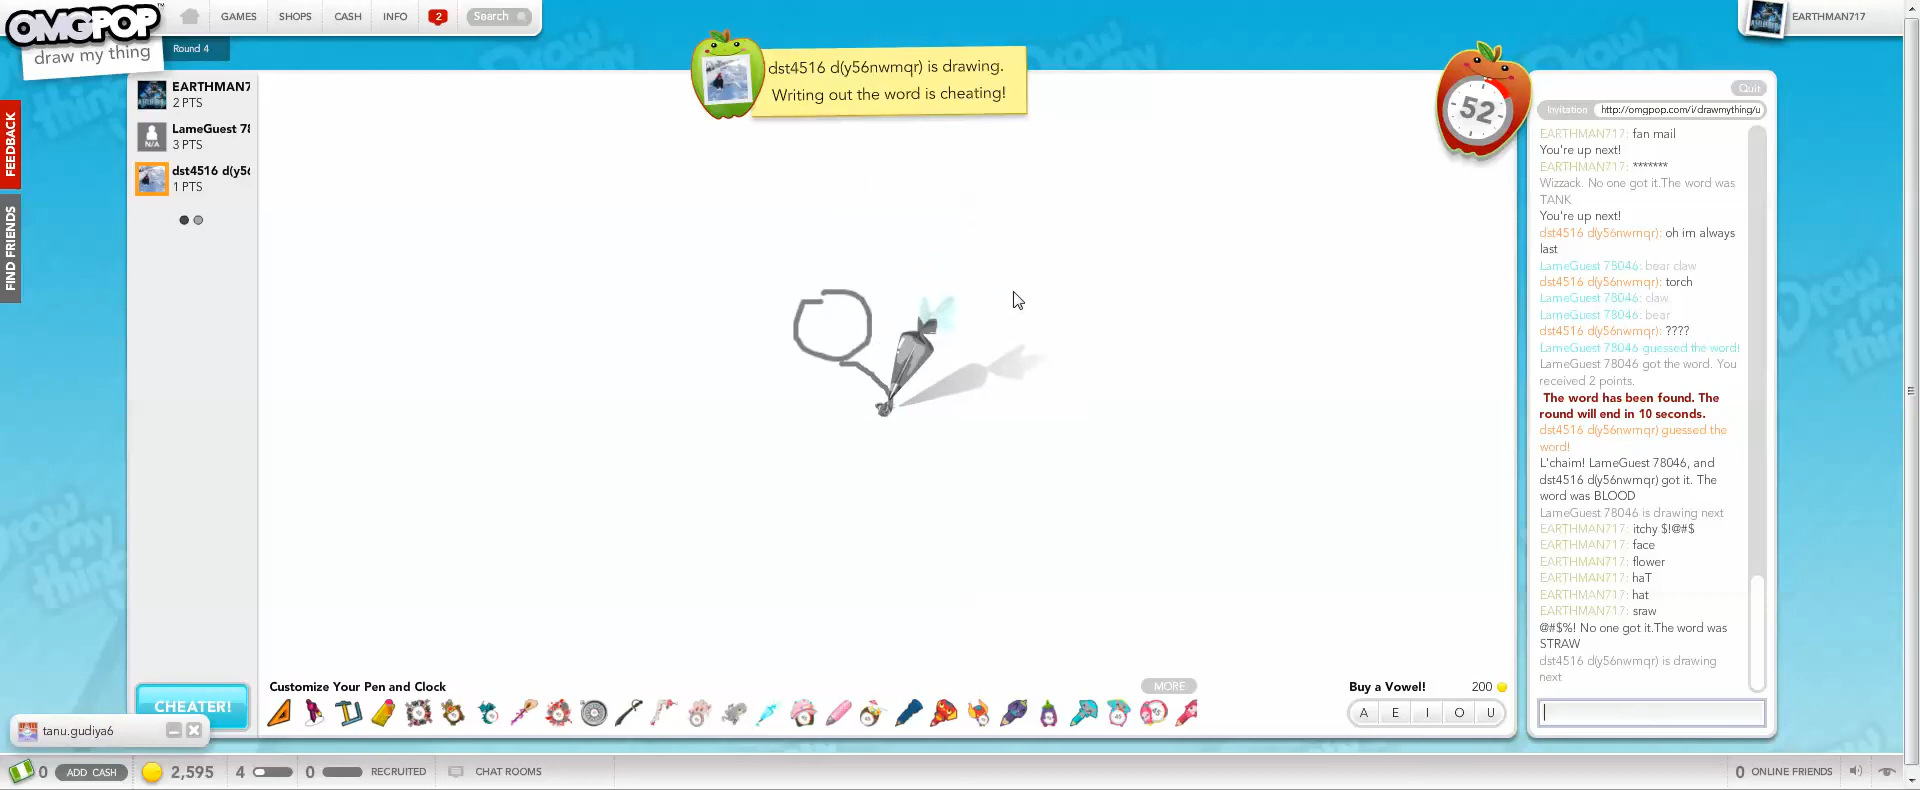 OMGPOP™
draw my thing
GAMES
SHOPS
CASH
INFO
2
Search
EARTHMAN717
Round 4
FEEDBACK
FIND FRIENDS
EARTHMAN7
2 PTS
N/A
LameGuest 78
3 PTS
dst4516 d(y56
1 PTS
dst4516 d(y56nwmqr) is drawing.
Writing out the word is cheating!
52
Quit
Invitation http://omgpop.com/i/drawmything/u
EARTHMAN717: fan mail
You're up next!
EARTHMAN717: *******
Wizzack. No one got it.The word was
TANK
You're up next!
dst4516 d(y56nwmqr): oh im always
last
LameGuest 78046: bear claw
dst4516 d(y56nwmqr): torch
LameGuest 78046: claw
LameGuest 78046: bear
dst4516 d(y56nwmqr): ????
LameGuest 78046 guessed the word!
LameGuest 78046 got the word. You
received 2 points.
The word has been found. The
round will end in 10 seconds.
dst4516 d(y56nwmqr) guessed the
word!
L'chaim! LameGuest 78046, and
dst4516 d(y56nwmqr) got it. The
word was BLOOD
LameGuest 78046 is drawing next
EARTHMAN717: itchy $!@#$
EARTHMAN717: face
EARTHMAN717: flower
EARTHMAN717: haT
EARTHMAN717: hat
EARTHMAN717: sraw
@#$%! No one got it.The word was
STRAW
dst4516 d(y56nwmqr) is drawing
next
Customize Your Pen and Clock
MORE
Buy a Vowel!
200
A E I O U
CHEATER!
tanu.gudiya6
0 ADD CASH 2,595 4 0 RECRUITED CHAT ROOMS 0 ONLINE FRIENDS